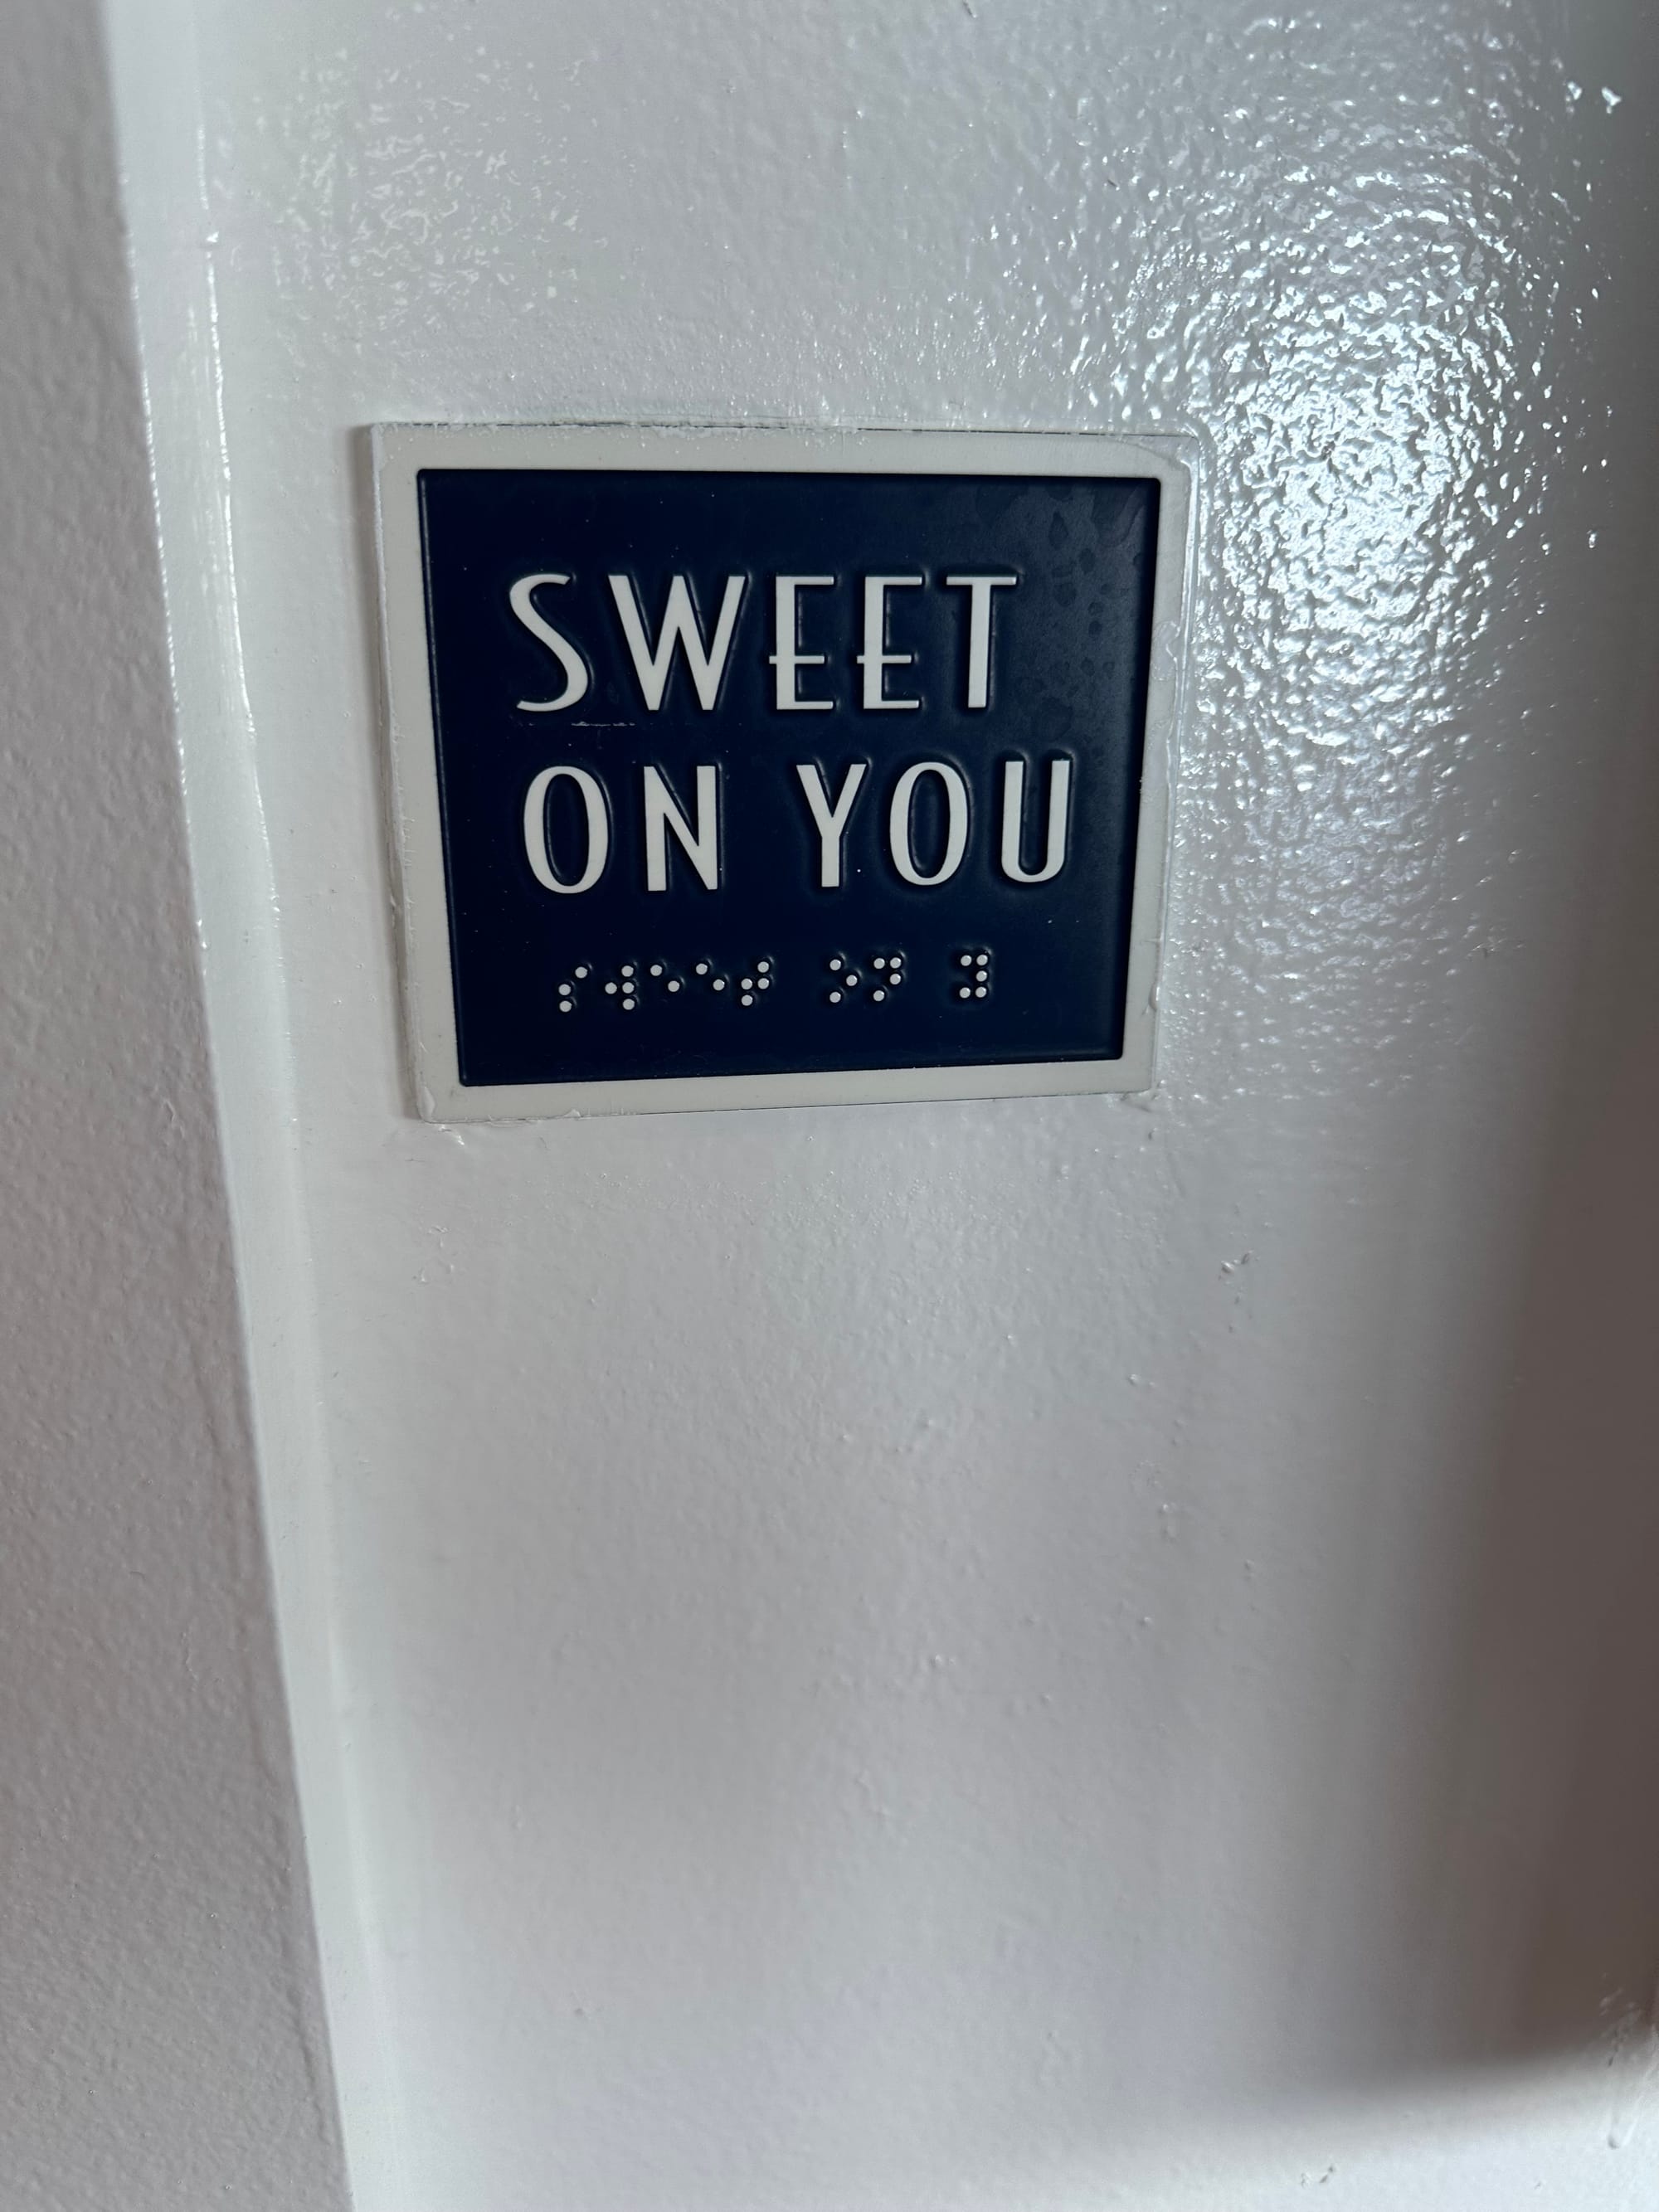 SWEET
ON YOU
⠎⠺⠑⠑⠞ ⠕⠝ ⠽